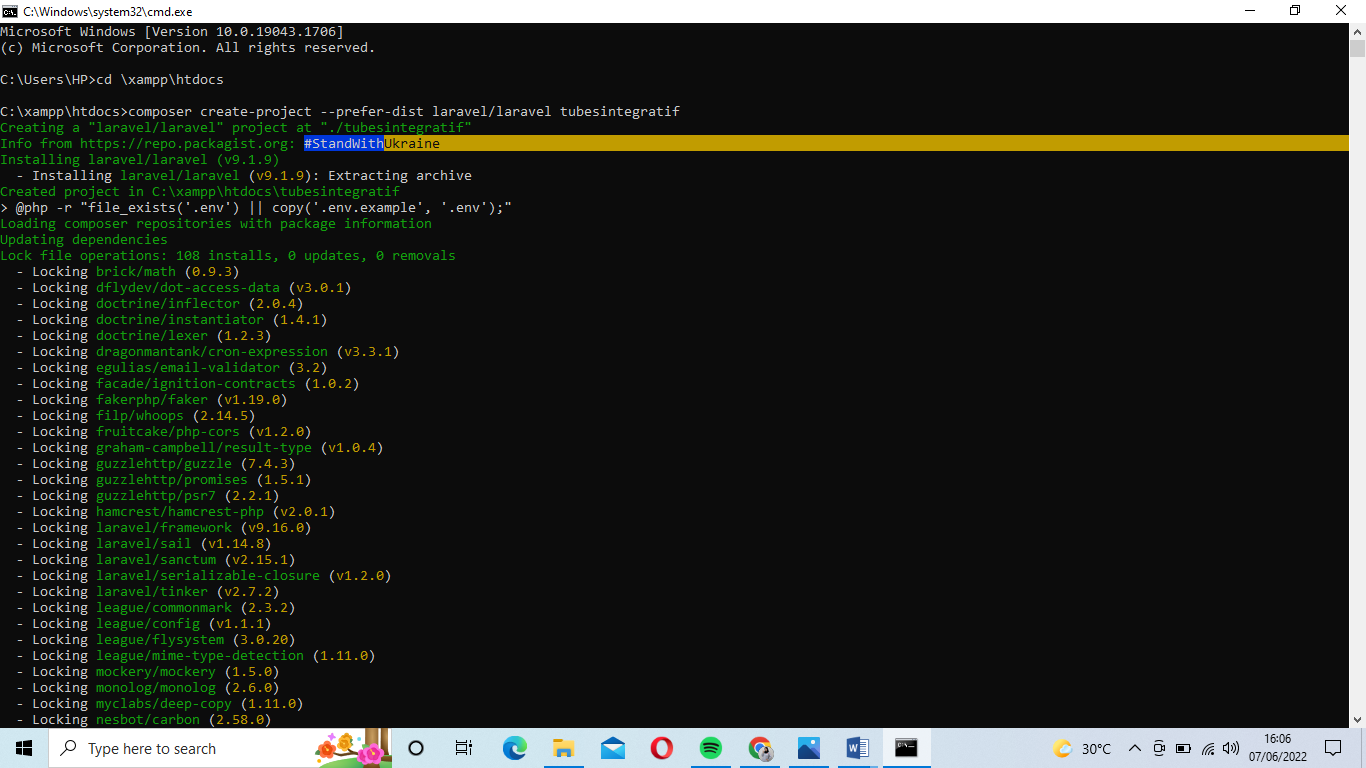 C:\Windows\system32\cmd.exe
Microsoft Windows [Version 10.0.19043.1706]
(c) Microsoft Corporation. All rights reserved.
C:\Users\HP>cd \xampp\htdocs
C:\xampp\htdocs>composer create-project --prefer-dist laravel/laravel tubesintegratif
Creating a "laravel/laravel" project at "./tubesintegratif"
Info from https://repo.packagist.org: #StandWithUkraine
Installing laravel/laravel (v9.1.9)
  - Installing laravel/laravel (v9.1.9): Extracting archive
Created project in C:\xampp\htdocs\tubesintegratif
> @php -r "file_exists('.env') || copy('.env.example', '.env');"
Loading composer repositories with package information
Updating dependencies
Lock file operations: 108 installs, 0 updates, 0 removals
  - Locking brick/math (0.9.3)
  - Locking dflydev/dot-access-data (v3.0.1)
  - Locking doctrine/inflector (2.0.4)
  - Locking doctrine/instantiator (1.4.1)
  - Locking doctrine/lexer (1.2.3)
  - Locking dragonmantank/cron-expression (v3.3.1)
  - Locking egulias/email-validator (3.2)
  - Locking facade/ignition-contracts (1.0.2)
  - Locking fakerphp/faker (v1.19.0)
  - Locking filp/whoops (2.14.5)
  - Locking fruitcake/php-cors (v1.2.0)
  - Locking graham-campbell/result-type (v1.0.4)
  - Locking guzzlehttp/guzzle (7.4.3)
  - Locking guzzlehttp/promises (1.5.1)
  - Locking guzzlehttp/psr7 (2.2.1)
  - Locking hamcrest/hamcrest-php (v2.0.1)
  - Locking laravel/framework (v9.16.0)
  - Locking laravel/sail (v1.14.8)
  - Locking laravel/sanctum (v2.15.1)
  - Locking laravel/serializable-closure (v1.2.0)
  - Locking laravel/tinker (v2.7.2)
  - Locking league/commonmark (2.3.2)
  - Locking league/config (v1.1.1)
  - Locking league/flysystem (3.0.20)
  - Locking league/mime-type-detection (1.11.0)
  - Locking mockery/mockery (1.5.0)
  - Locking monolog/monolog (2.6.0)
  - Locking myclabs/deep-copy (1.11.0)
  - Locking nesbot/carbon (2.58.0)
Type here to search
30°C
16:06
07/06/2022